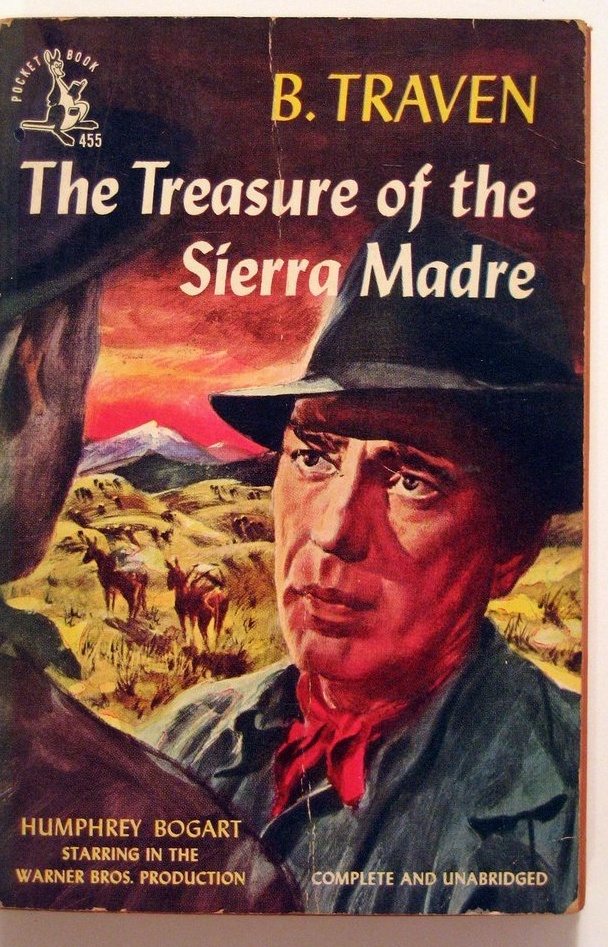 POCKET BOOK
455
B. TRAVEN
The Treasure of the
Sierra Madre
HUMPHREY BOGART
STARRING IN THE
WARNER BROS. PRODUCTION
COMPLETE AND UNABRIDGED